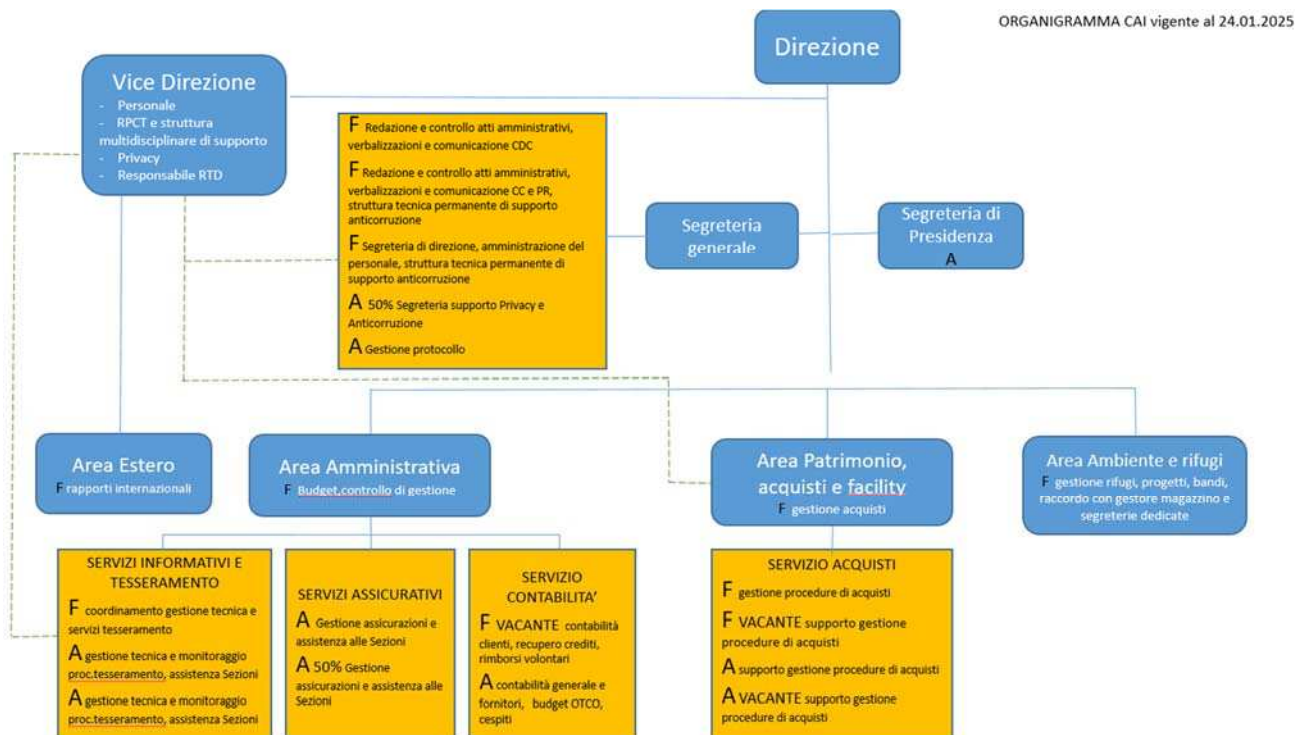 ORGANIGRAMMA CAI vigente al 24.01.2025
Direzione
Vice Direzione
- Personale
- RPCT e struttura
multidisciplinare di supporto
- Privacy
- Responsabile RTD
F Redazione e controllo atti amministrativi,
verbalizzazioni e comunicazione CDC
F Redazione e controllo atti amministrativi,
verbalizzazioni e comunicazione CC e PR,
struttura tecnica permanente di supporto
anticorruzione
F Segreteria di direzione, amministrazione del
personale, struttura tecnica permanente di
supporto anticorruzione
A 50% Segreteria supporto Privacy e
Anticorruzione
A Gestione protocollo
Segreteria
generale
Segreteria di
Presidenza
A
Area Estero
F rapporti internazionali
Area Amministrativa
F Budget,controllo di gestione
Area Patrimonio,
acquisti e facility
F gestione acquisti
Area Ambiente e rifugi
F gestione rifugi, progetti, bandi,
raccordo con gestore magazzino e
segreterie dedicate
SERVIZI INFORMATIVI E
TESSERAMENTO
F coordinamento gestione tecnica e
servizi tesseramento
A gestione tecnica e monitoraggio
proc.tesseramento, assistenza Sezioni
A gestione tecnica e monitoraggio
proc.tesseramento, assistenza Sezioni
SERVIZI ASSICURATIVI
A Gestione assicurazioni e
assistenza alle Sezioni
A 50% Gestione
assicurazioni e assistenza alle
Sezioni
SERVIZIO
CONTABILITA’
F VACANTE contabilità
clienti, recupero crediti,
rimborsi volontari
A contabilità generale e
fornitori, budget OTCO,
cespiti
SERVIZIO ACQUISTI
F gestione procedure di acquisti
F VACANTE supporto gestione
procedure di acquisti
A supporto gestione procedure di acquisti
A VACANTE supporto gestione
procedure di acquisti